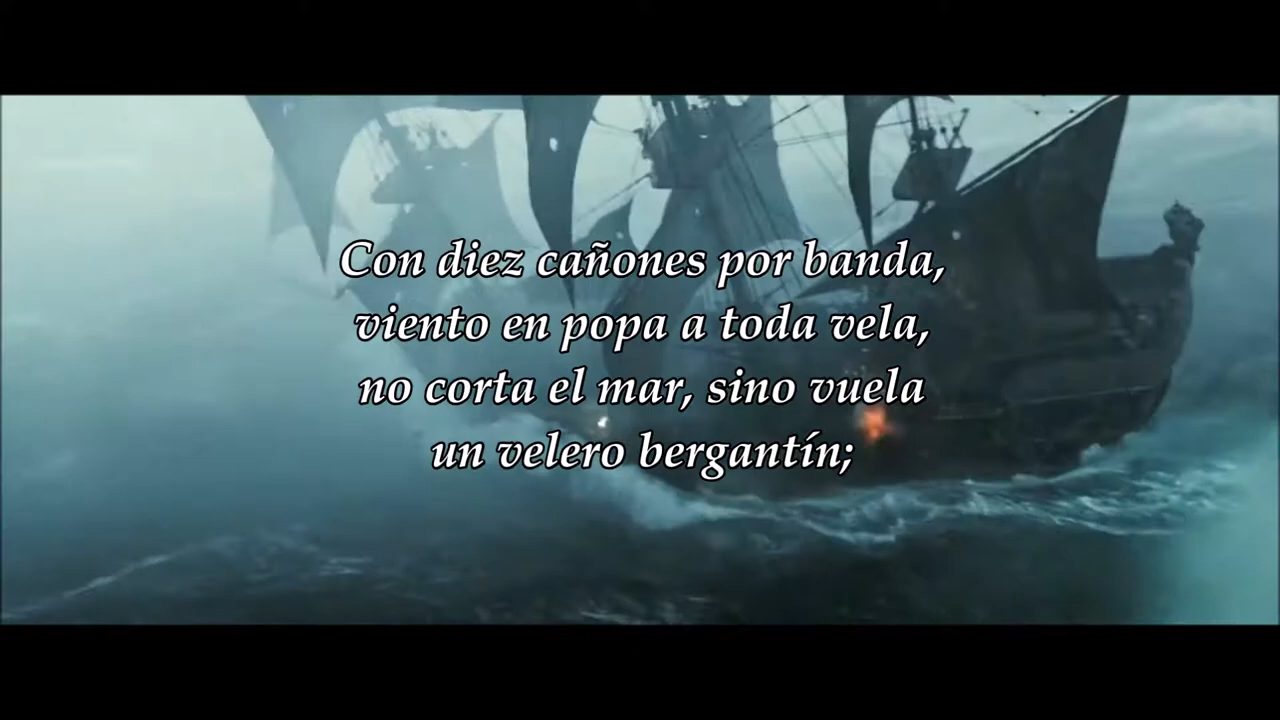 Con diez cañones por banda,
viento en popa a toda vela,
no corta el mar, sino vuela
un velero bergantín;